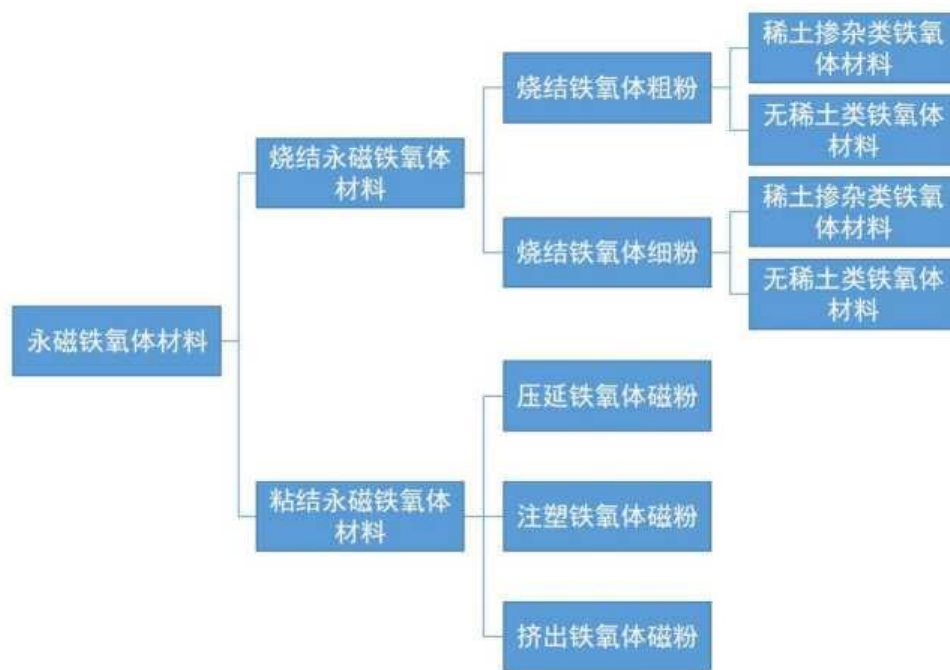 永磁铁氧体材料
烧结永磁铁氧体
材料
烧结铁氧体粗粉
稀土掺杂类铁氧
体材料
无稀土类铁氧体
材料
烧结铁氧体细粉
稀土掺杂类铁氧
体材料
无稀土类铁氧体
材料
粘结永磁铁氧体
材料
压延铁氧体磁粉
注塑铁氧体磁粉
挤出铁氧体磁粉